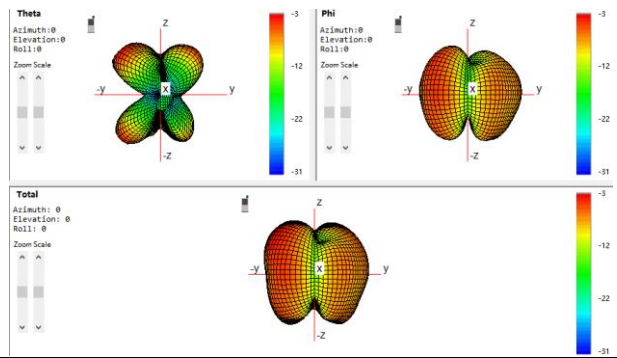 Theta
Azimuth:0
Elevation:0
Roll:0
Zoom Scale
z
-y
x
y
-z
-3
-12
-22
-31
Phi
Azimuth:0
Elevation:0
Roll:0
Zoom Scale
z
-y
x
y
-z
-3
-12
-22
-31
Total
Azimuth: 0
Elevation: 0
Roll: 0
Zoom Scale
z
-y
x
y
-z
-3
-12
-22
-31